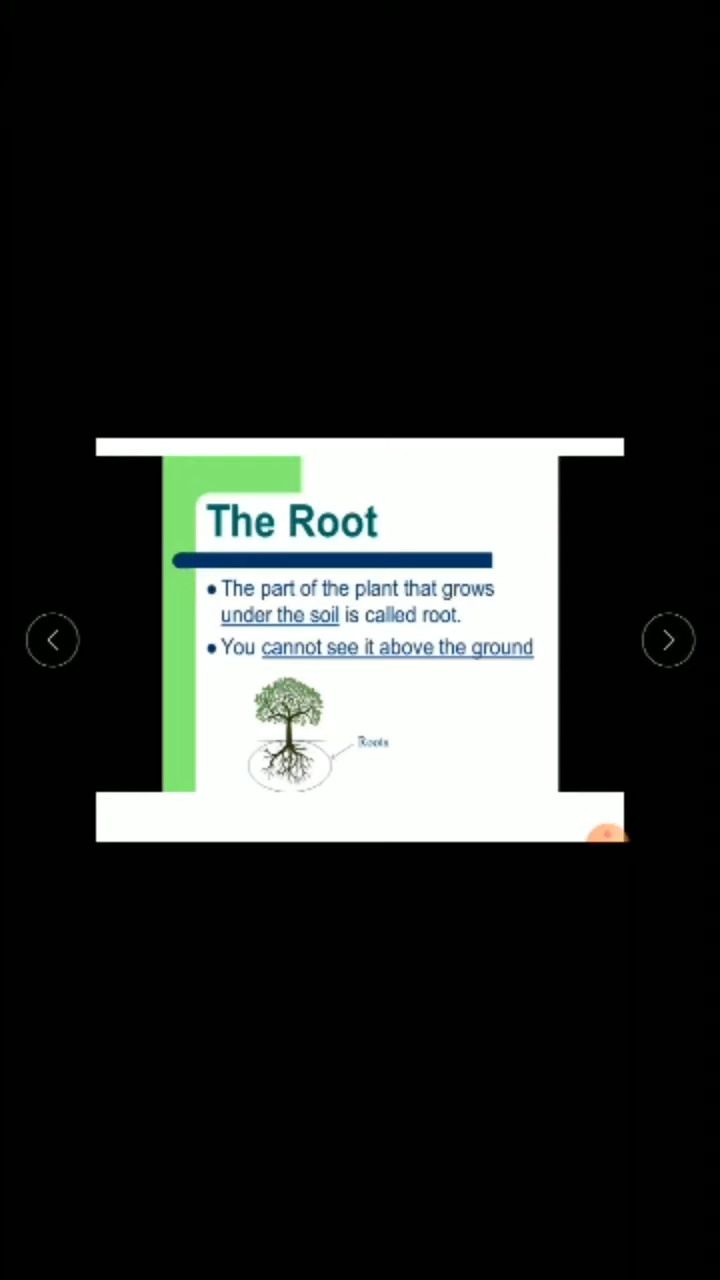 The Root
• The part of the plant that grows
under the soil is called root.
• You cannot see it above the ground
Roots